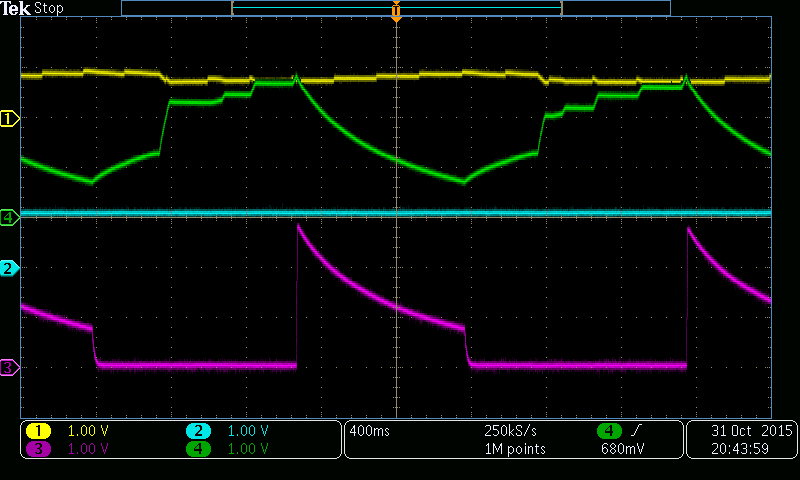 Tek Stop
T
1
4
2
3
1 1.00 V 2 1.00 V 400ms 250kS/s 4 31 Oct 2015
3 1.00 V 4 1.00 V 1M points 680mV 20:43:59